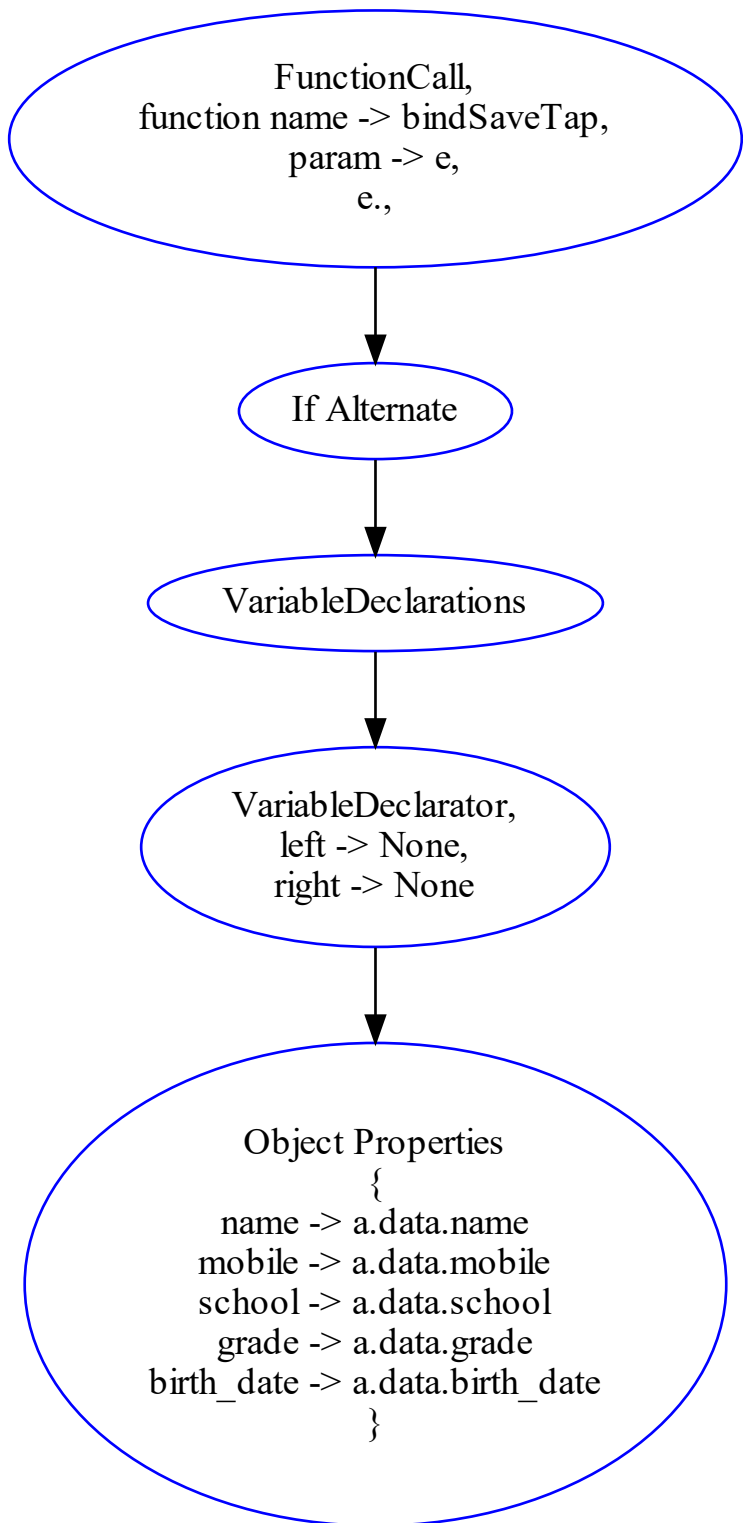 FunctionCall,
function name -> bindSaveTap,
param -> e,
e.,
If Alternate
VariableDeclarations
VariableDeclarator,
left -> None,
right -> None
Object Properties
{
name -> a.data.name
mobile -> a.data.mobile
school -> a.data.school
grade -> a.data.grade
birth_date -> a.data.birth_date
}